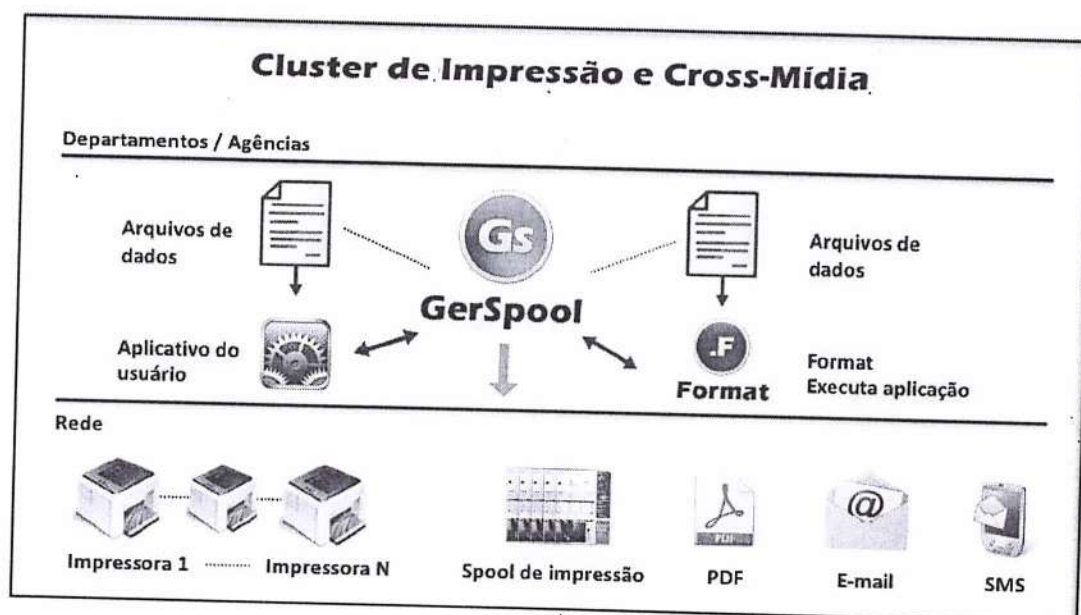 Cluster de Impressão e Cross-Mídia
Departamentos / Agências
Arquivos de
dados
Gs
GerSpool
Arquivos de
dados
Aplicativo do
usuário
.F
Format
Format
Executa aplicação
Rede
Impressora 1
Impressora N
Spool de impressão
PDF
PDF
@
E-mail
SMS